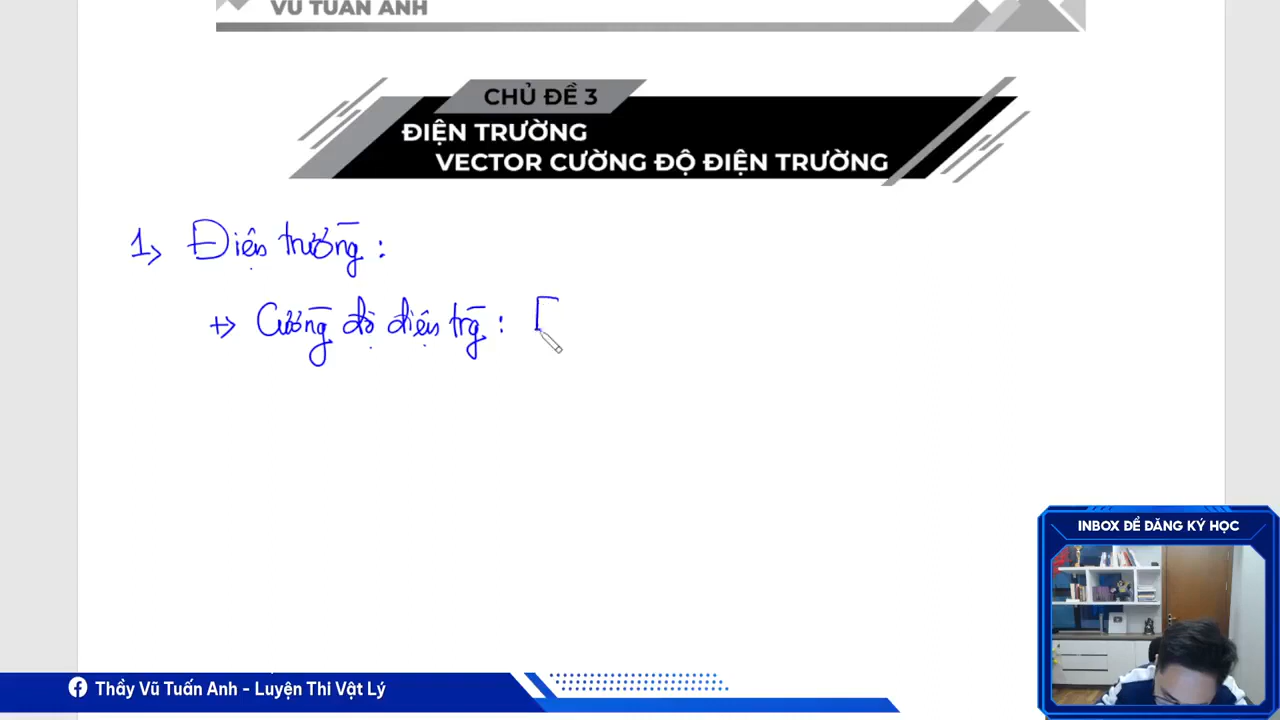 VŨ TUẤN ANH
CHỦ ĐỀ 3
ĐIỆN TRƯỜNG
VECTOR CƯỜNG ĐỘ ĐIỆN TRƯỜNG
1> Điện trường:
+> Cường độ điện trg:
INBOX ĐỂ ĐĂNG KÝ HỌC
Thầy Vũ Tuấn Anh - Luyện Thi Vật Lý